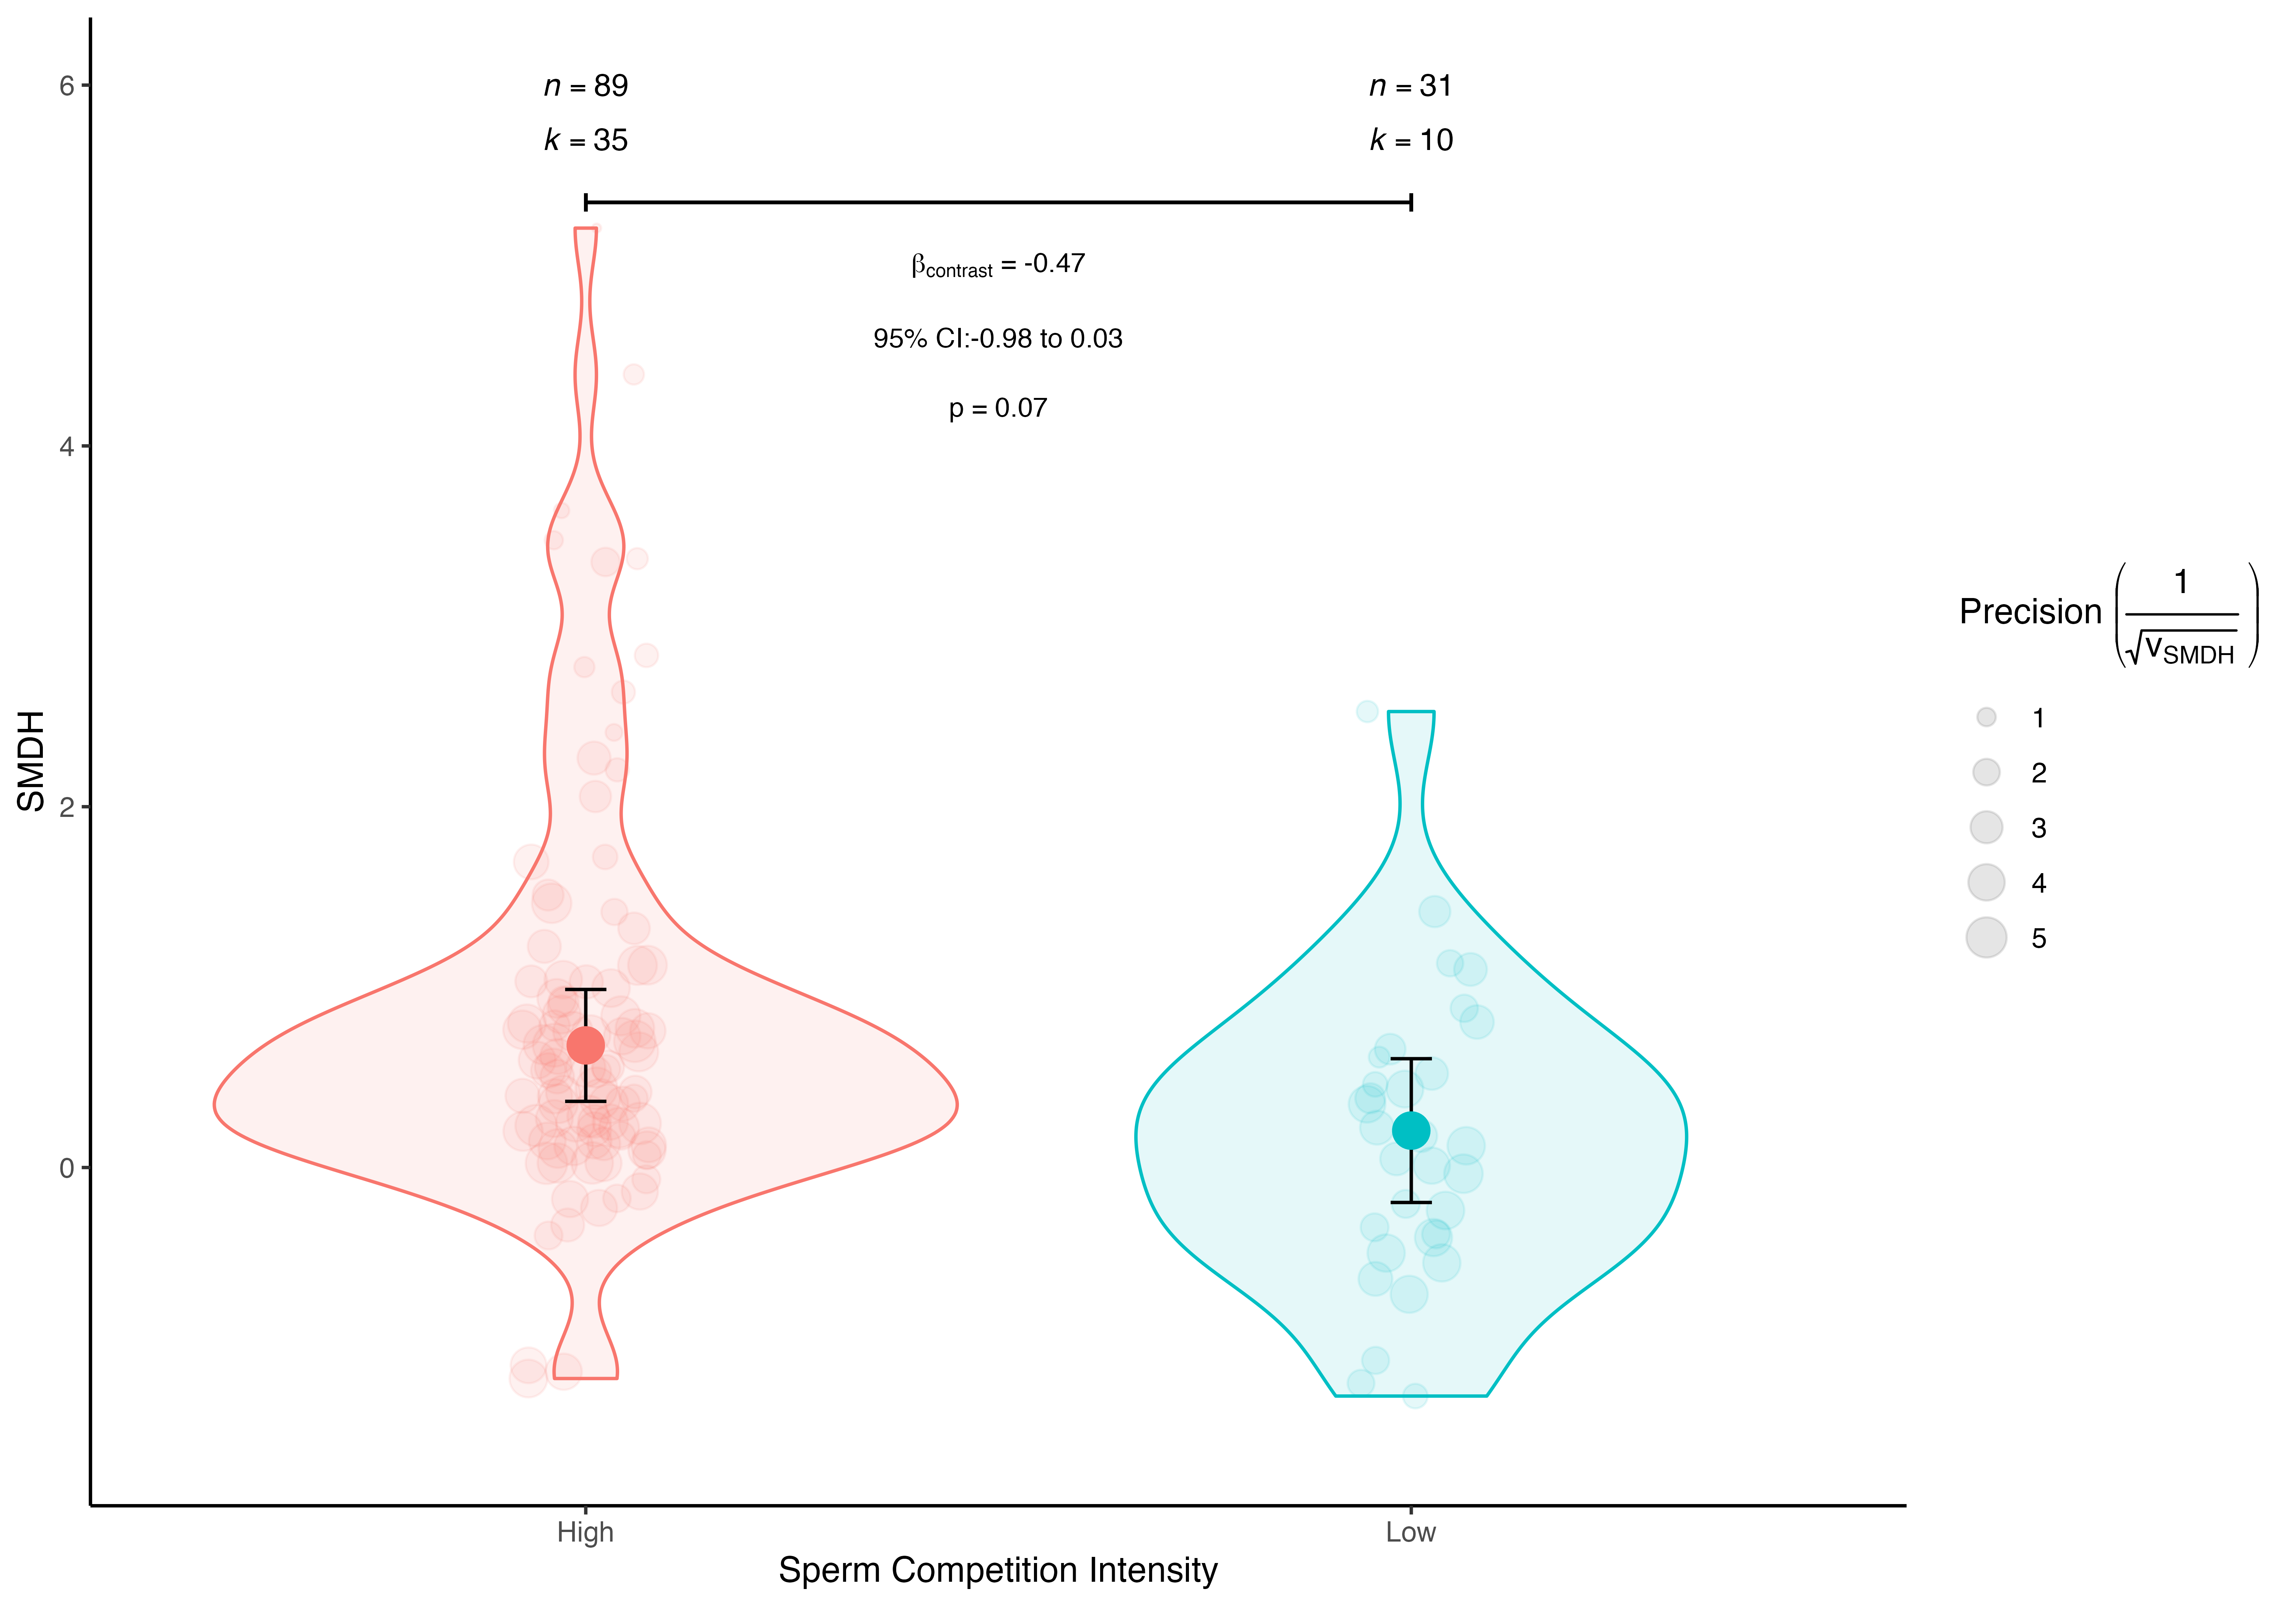 n = 89
n = 31
k = 35
k = 10
βcontrast = -0.47
95% CI:-0.98 to 0.03
p = 0.07
6
4
2
0
SMDH
High
Low
Sperm Competition Intensity
Precision (1/√vSMDH)
1
2
3
4
5